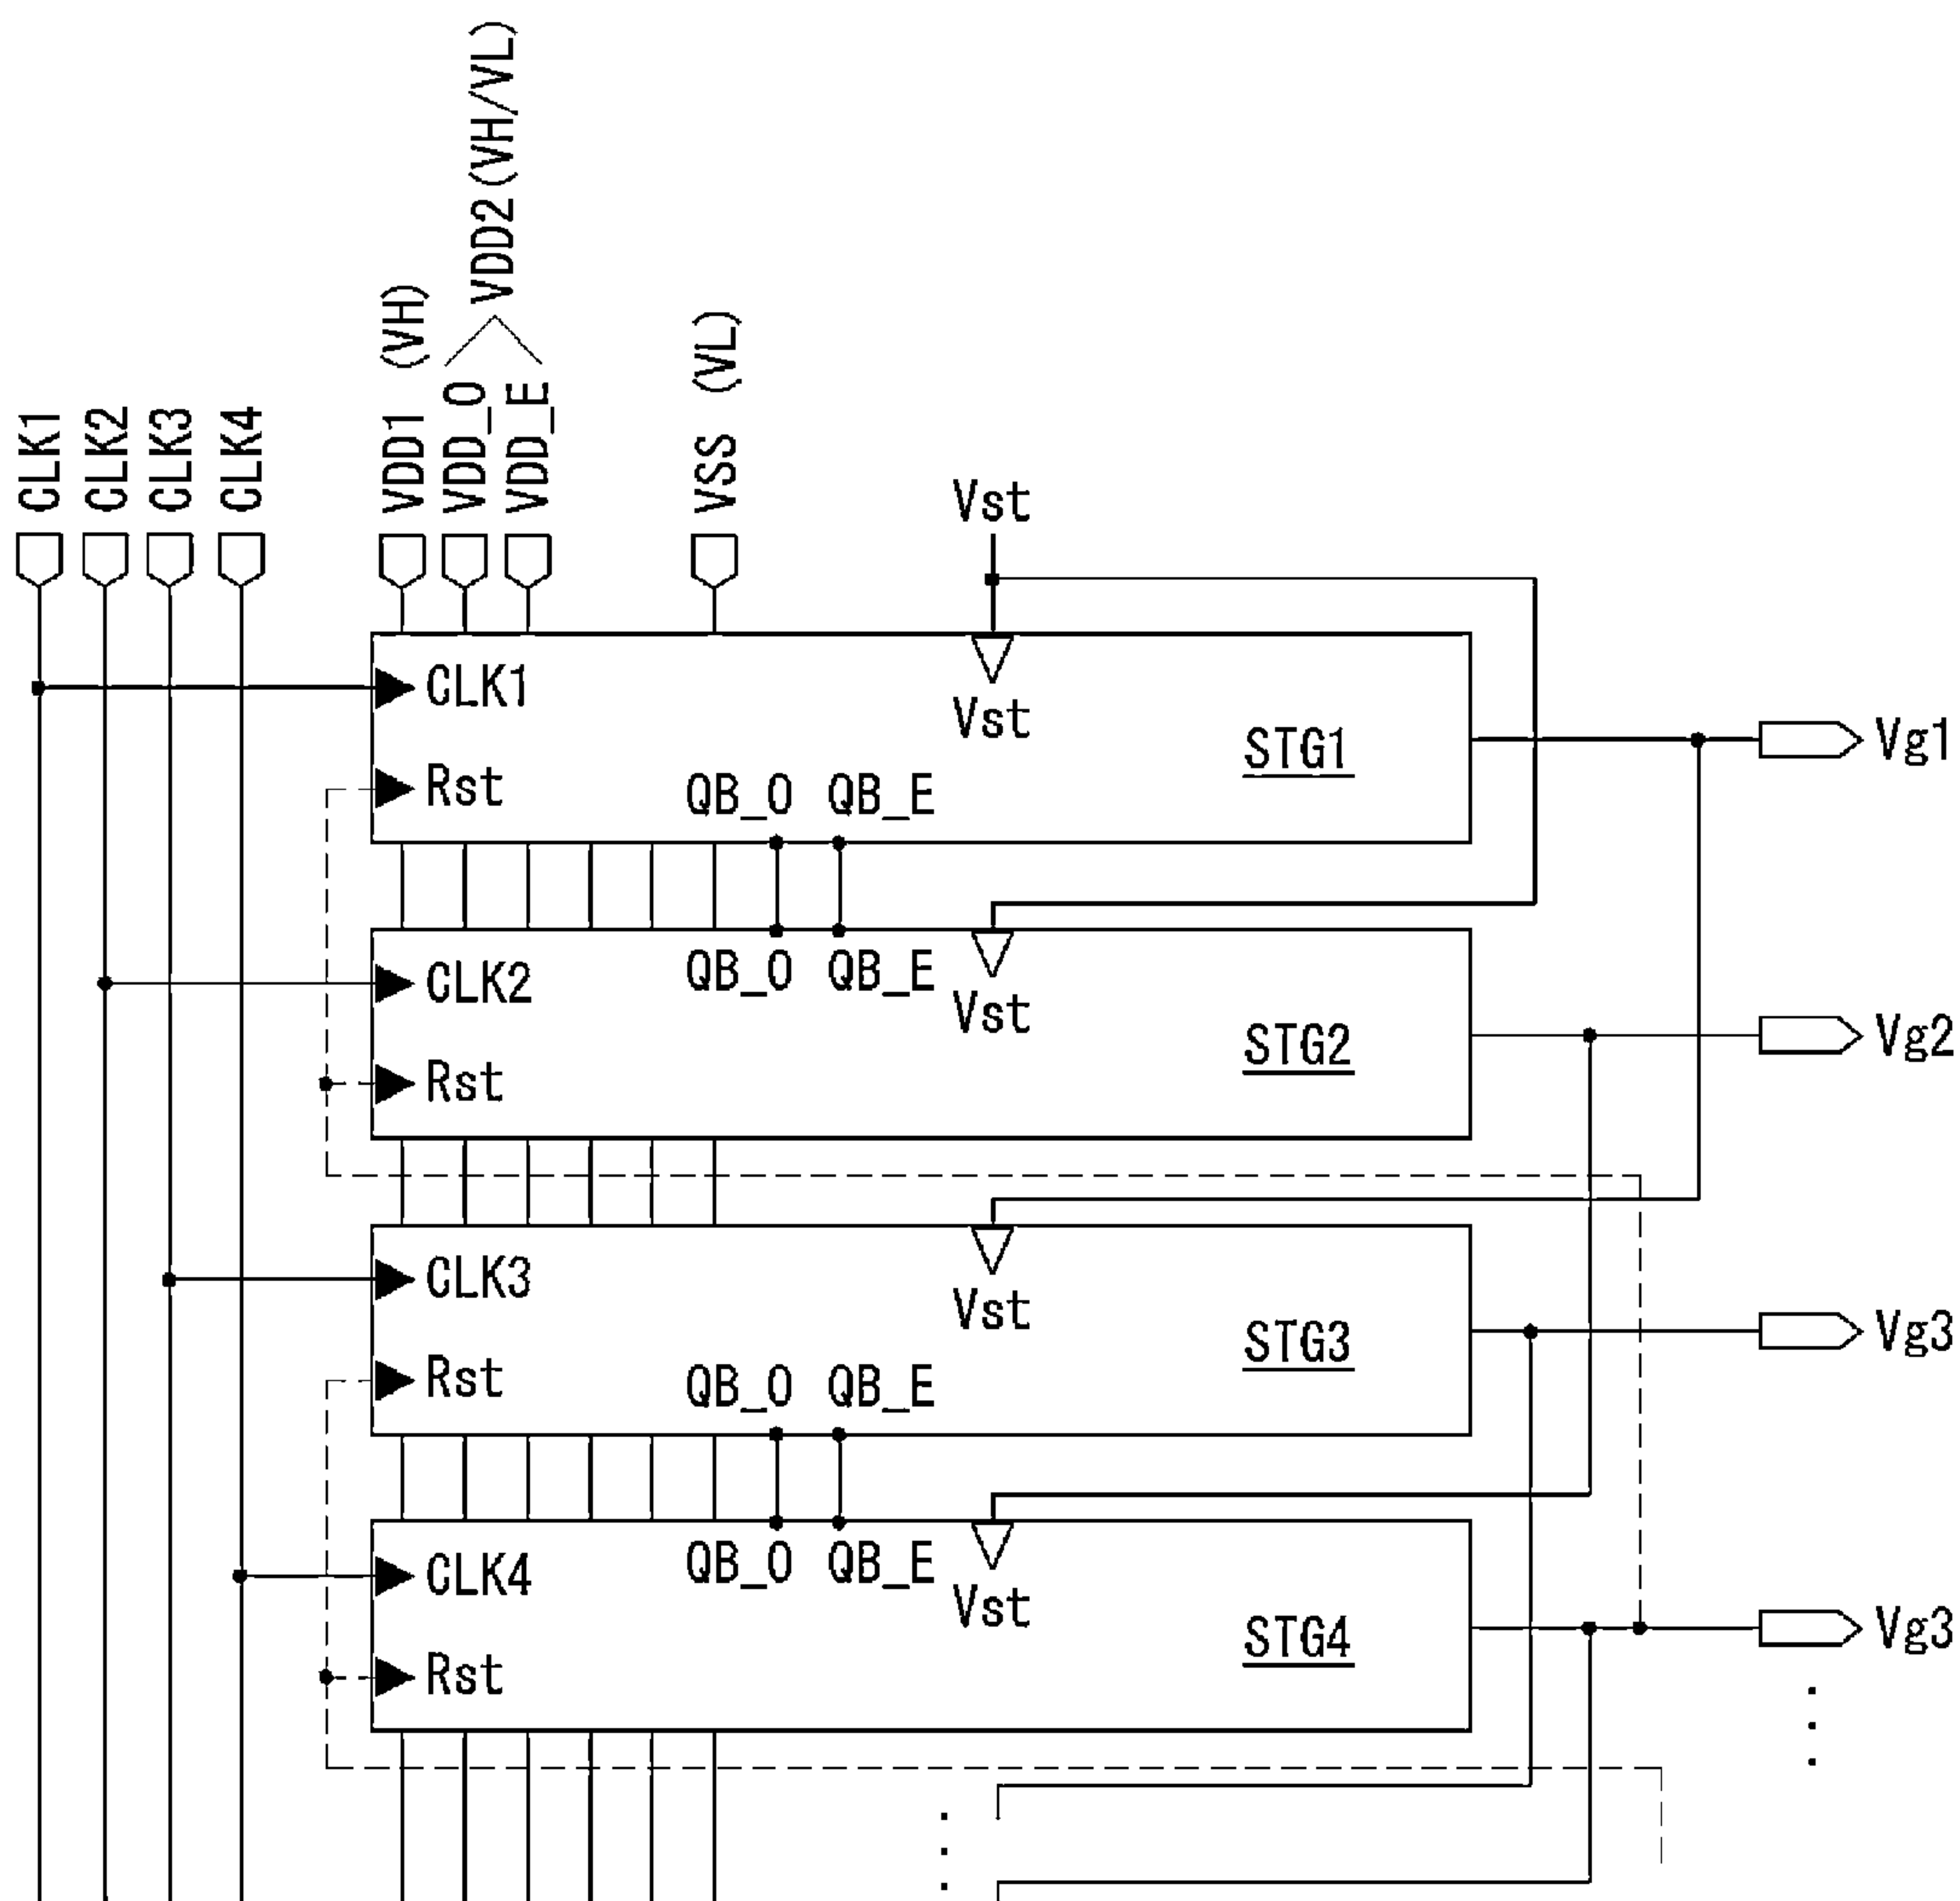 CLK1
CLK2
CLK3
CLK4
VDD1 (VH)
VDD_O
VDD_E
VDD2(VH/VL)
VSS (VL)
Vst
CLK1
Vst
STG1
Vg1
Rst
QB_O QB_E
CLK2
QB_O QB_E
Vst
STG2
Vg2
Rst
CLK3
Vst
STG3
Vg3
Rst
QB_O QB_E
CLK4
QB_O QB_E
Vst
STG4
Vg3
Rst